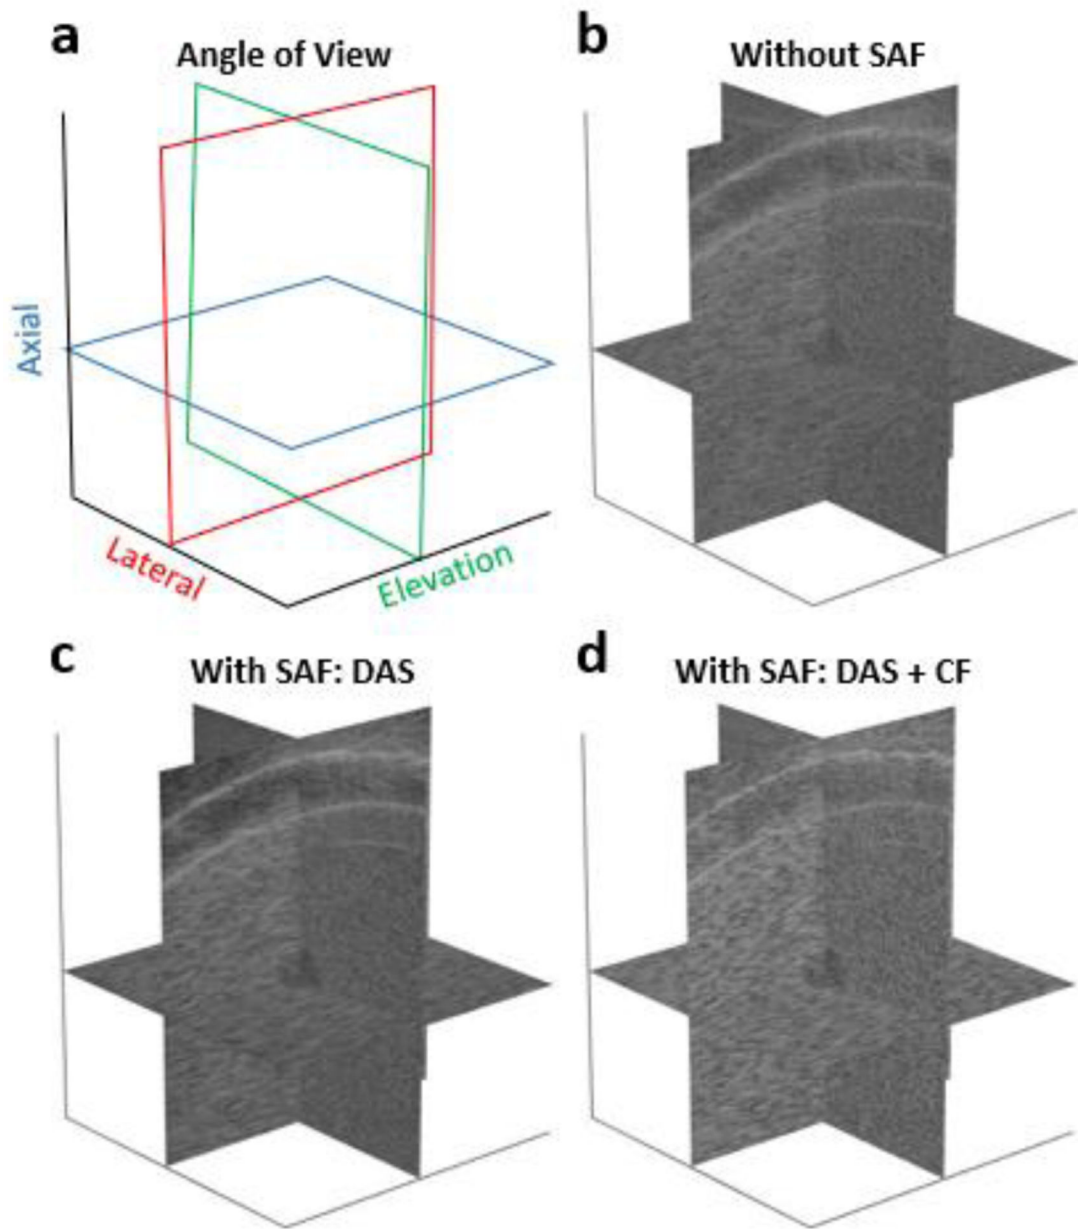 a
Angle of View
Axial
Lateral
Elevation
b
Without SAF
c
With SAF: DAS
d
With SAF: DAS + CF